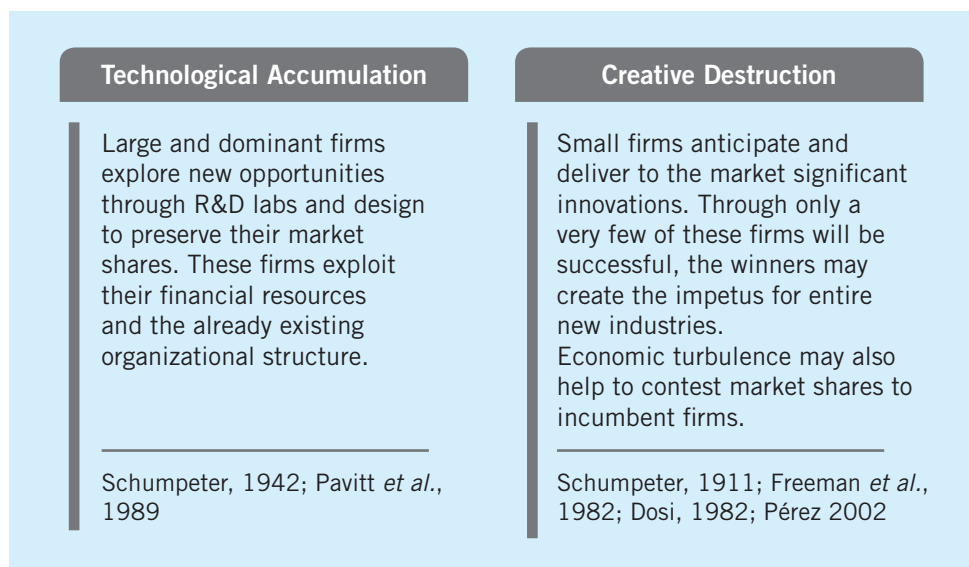 Technological Accumulation
Large and dominant firms
explore new opportunities
through R&D labs and design
to preserve their market
shares. These firms exploit
their financial resources
and the already existing
organizational structure.
Schumpeter, 1942; Pavitt et al.,
1989
Creative Destruction
Small firms anticipate and
deliver to the market significant
innovations. Through only a
very few of these firms will be
successful, the winners may
create the impetus for entire
new industries.
Economic turbulence may also
help to contest market shares to
incumbent firms.
Schumpeter, 1911; Freeman et al.,
1982; Dosi, 1982; Pérez 2002